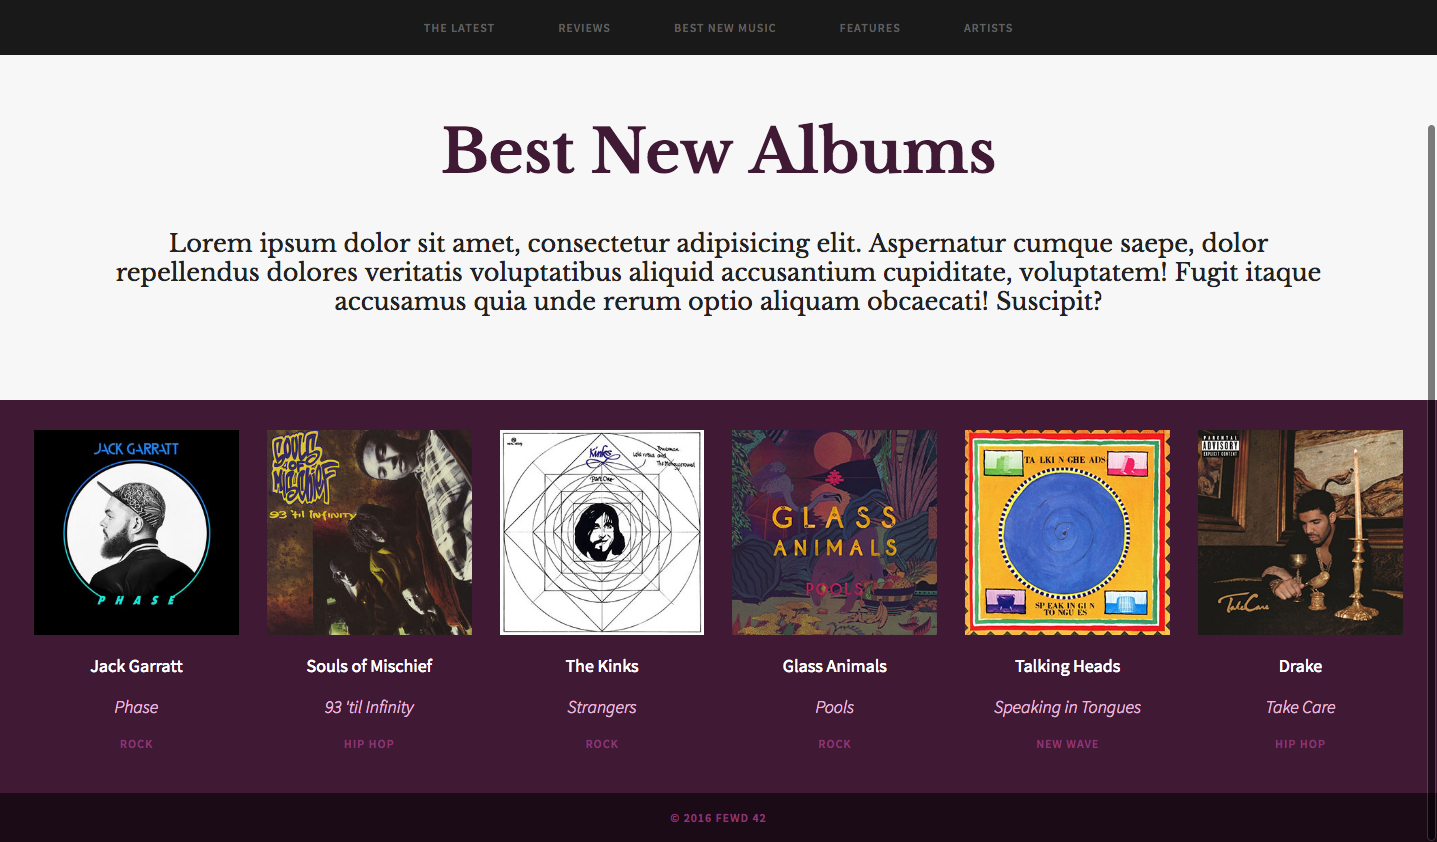 THE LATEST REVIEWS BEST NEW MUSIC FEATURES ARTISTS
Best New Albums
Lorem ipsum dolor sit amet, consectetur adipisicing elit. Aspernatur cumque saepe, dolor
repellendus dolores veritatis voluptatibus aliquid accusantium cupiditate, voluptatem! Fugit itaque
accusamus quia unde rerum optio aliquam obcaecati! Suscipit?
JACK GARRATT
PHASE
SOULS OF MISCHIEF
93 'til Infinity
Kinks
Part One
GLASS
ANIMALS
POOLS
TALKING HEADS
SPEAKING IN
TONGUES
PARENTAL
ADVISORY
EXPLICIT CONTENT
Take Care
Jack Garratt
Phase
ROCK
Souls of Mischief
93 'til Infinity
HIP HOP
The Kinks
Strangers
ROCK
Glass Animals
Pools
ROCK
Talking Heads
Speaking in Tongues
NEW WAVE
Drake
Take Care
HIP HOP
© 2016 FEWD 42